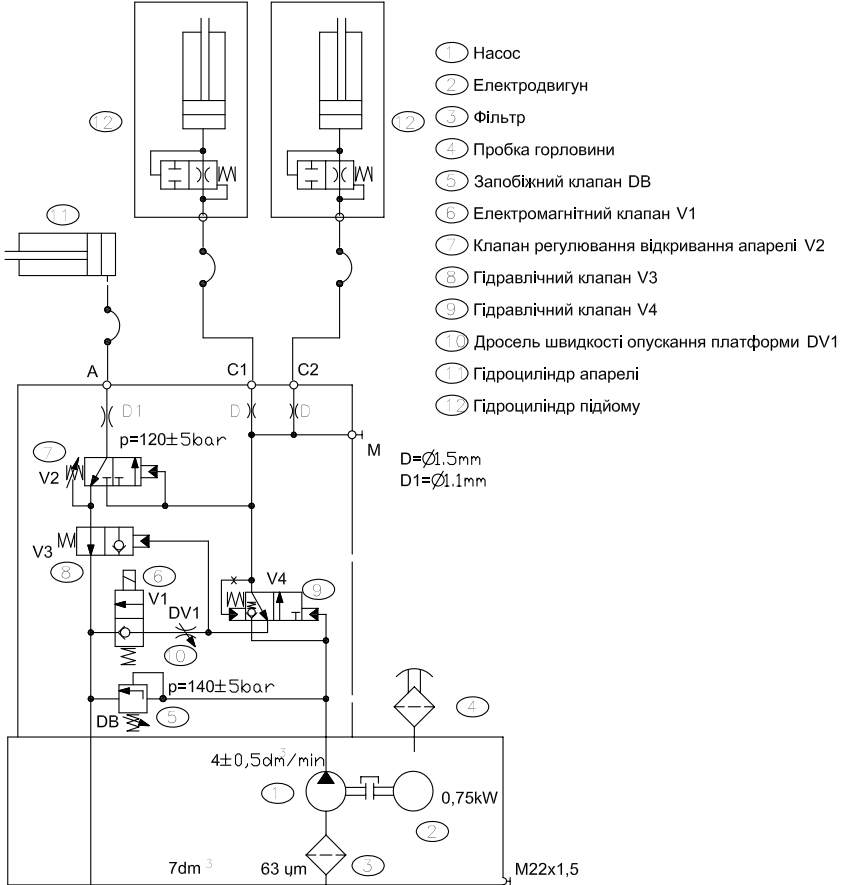 1 Насос
2 Електродвигун
3 Фільтр
4 Пробка горловини
5 Запобіжний клапан DB
6 Електромагнітний клапан V1
7 Клапан регулювання відкривання апарелі V2
8 Гідравлічний клапан V3
9 Гідравлічний клапан V4
10 Дросель швидкості опускання платформи DV1
11 Гідроциліндр апарелі
12 Гідроциліндр підйому
12
12
11
A
C1
C2
D1
D
D
p=120±5bar
M
D=Ø1.5mm
D1=Ø1.1mm
7
V2
V3
8
6
V1
DV1
10
x
V4
9
p=140±5bar
DB
5
4
4±0,5dm³/min
1
0,75kW
2
7dm³
63 µm
3
M22x1,5